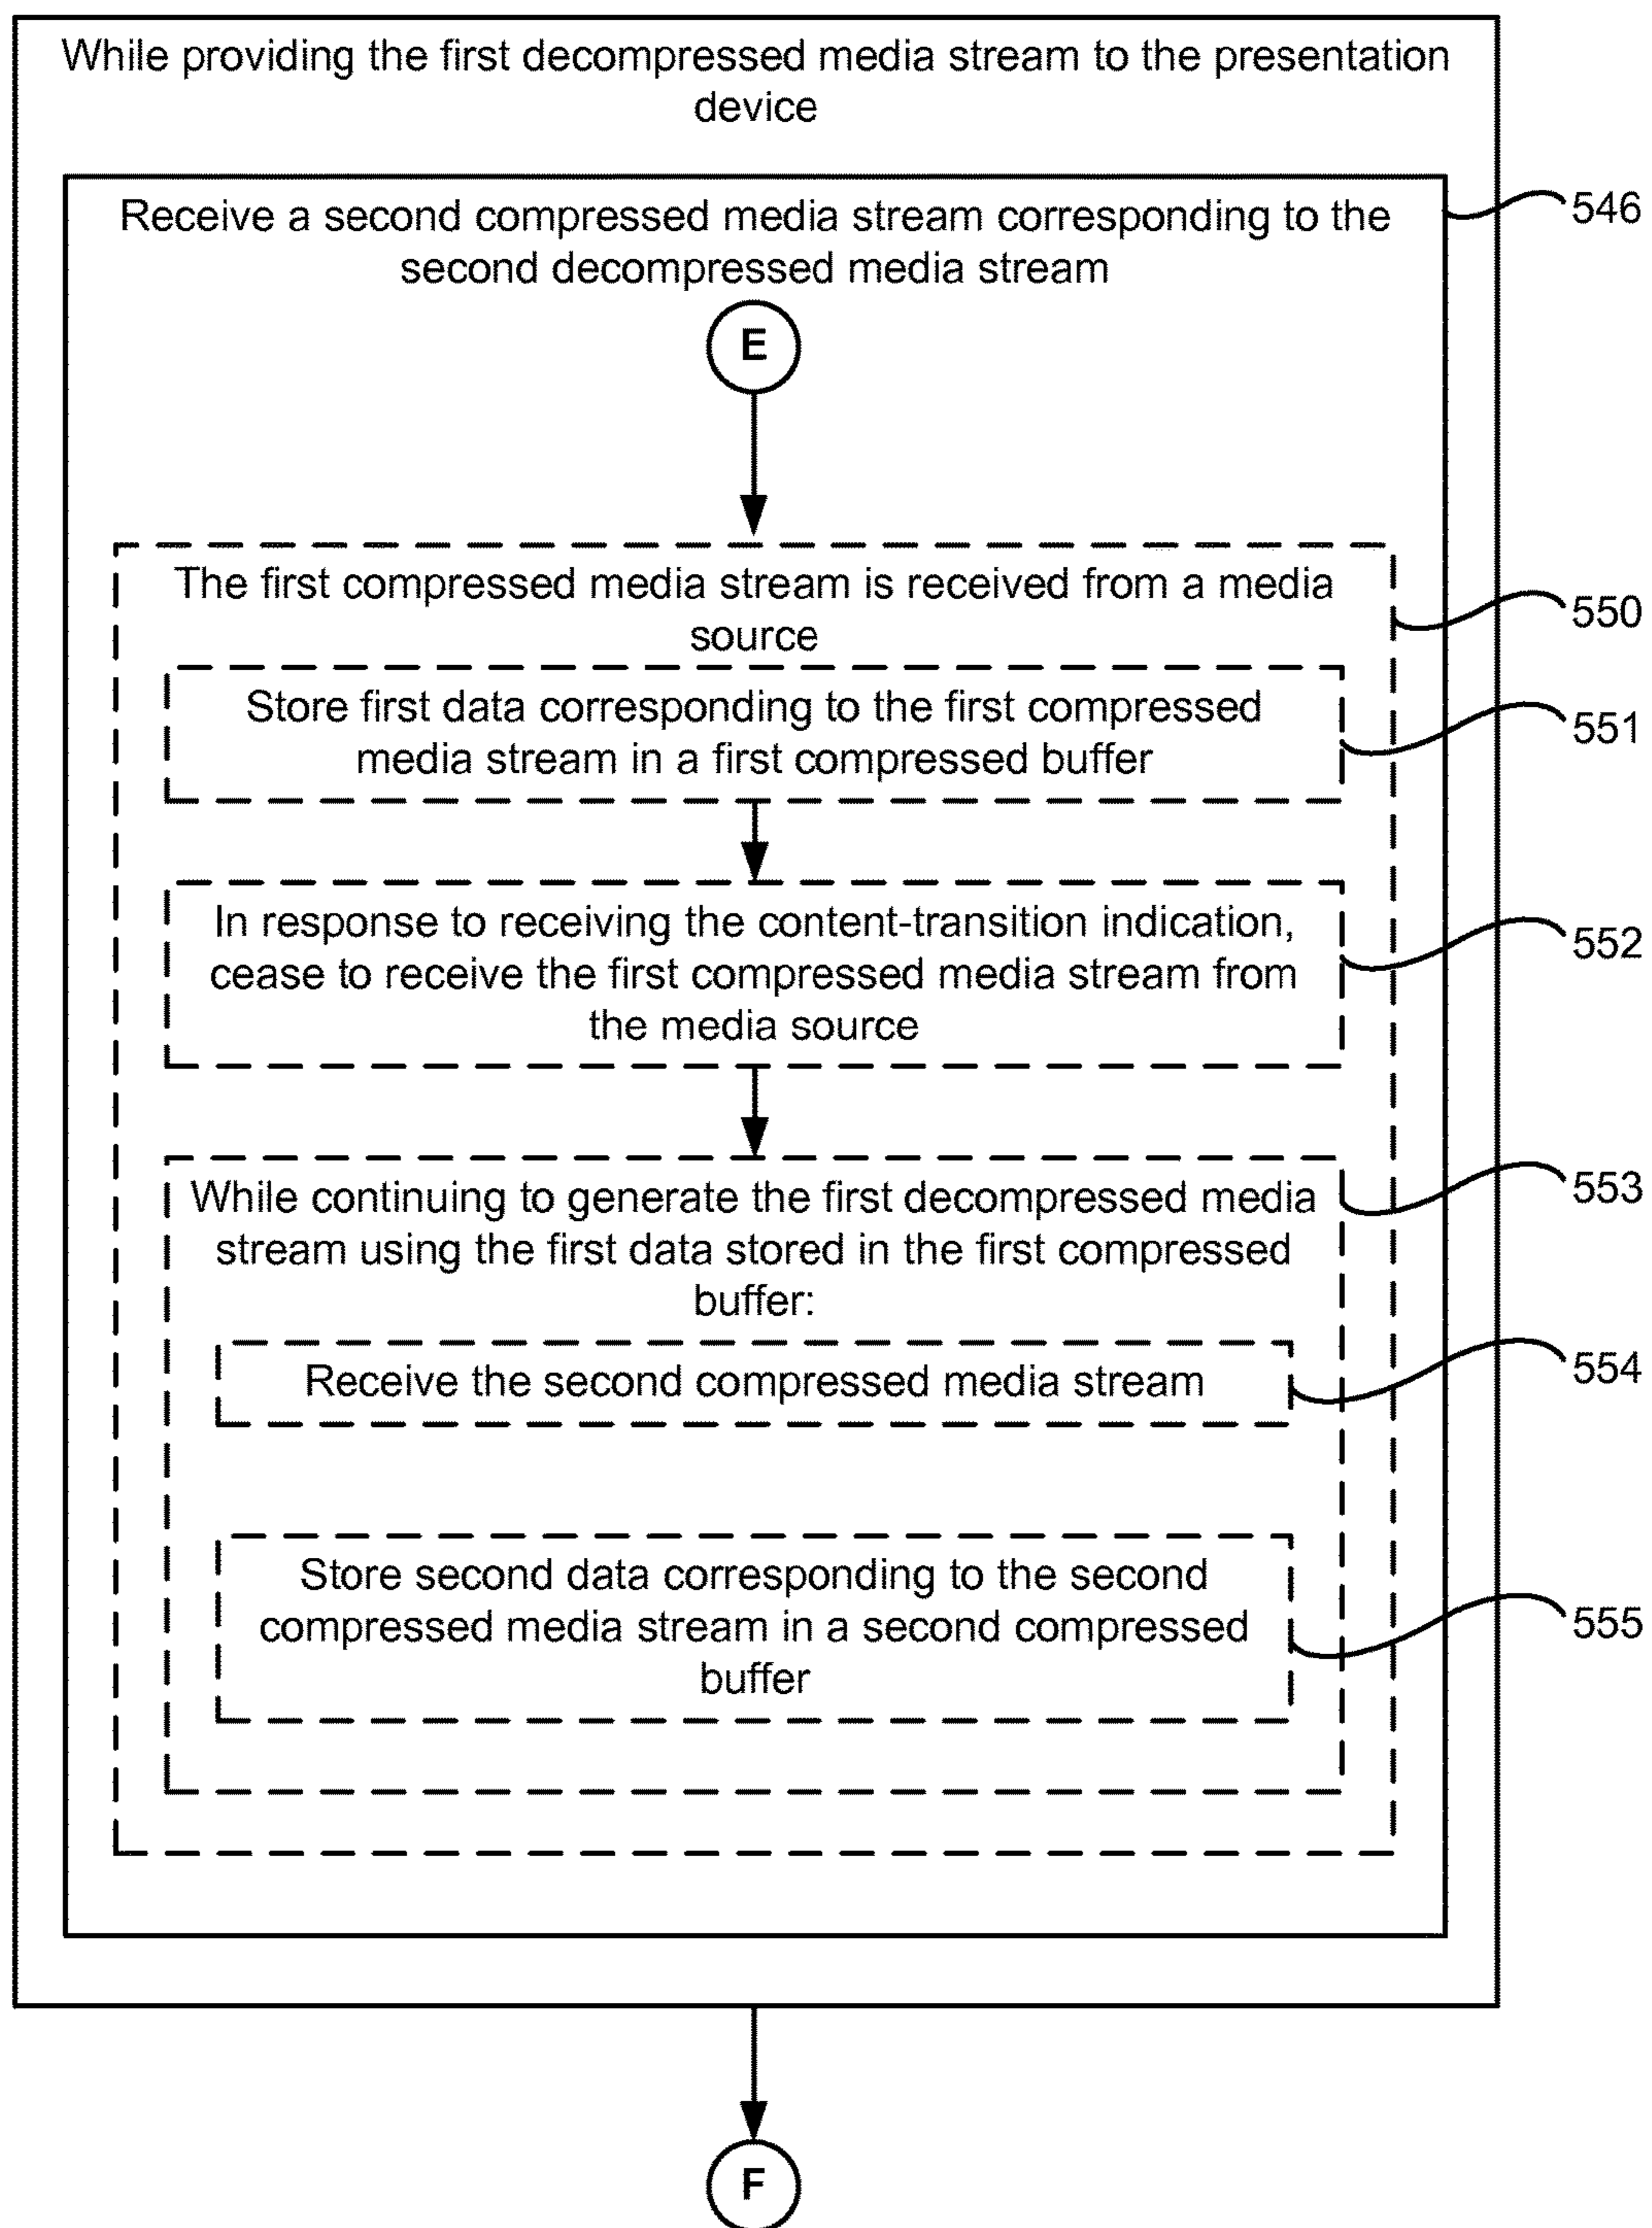 While providing the first decompressed media stream to the presentation
device
Receive a second compressed media stream corresponding to the
second decompressed media stream
546
E
The first compressed media stream is received from a media
source
550
Store first data corresponding to the first compressed
media stream in a first compressed buffer
551
In response to receiving the content-transition indication,
cease to receive the first compressed media stream from
the media source
552
While continuing to generate the first decompressed media
stream using the first data stored in the first compressed
buffer:
553
Receive the second compressed media stream
554
Store second data corresponding to the second
compressed media stream in a second compressed
buffer
555
F